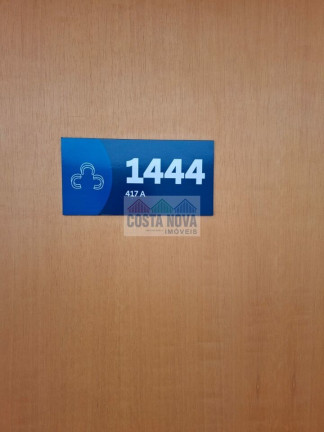 1444
417 A
COSTA NOVA
IMÓVEIS